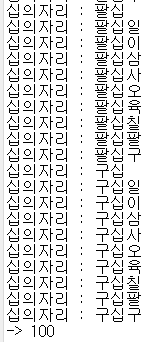 십의자리 : 팔십
십의자리 : 팔십일
십의자리 : 팔십이
십의자리 : 팔십삼
십의자리 : 팔십사
십의자리 : 팔십오
십의자리 : 팔십육
십의자리 : 팔십칠
십의자리 : 팔십팔
십의자리 : 팔십구
십의자리 : 구십
십의자리 : 구십일
십의자리 : 구십이
십의자리 : 구십삼
십의자리 : 구십사
십의자리 : 구십오
십의자리 : 구십육
십의자리 : 구십칠
십의자리 : 구십팔
십의자리 : 구십구
-> 100